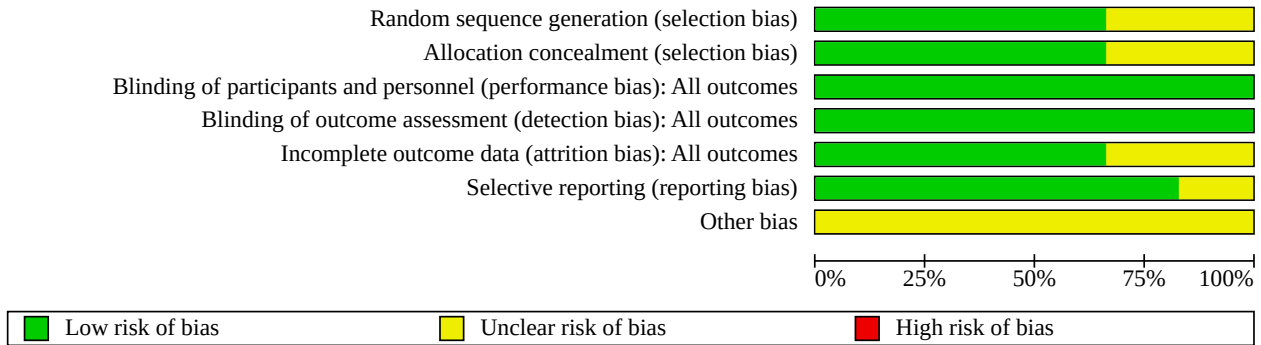 Random sequence generation (selection bias)
Allocation concealment (selection bias)
Blinding of participants and personnel (performance bias): All outcomes
Blinding of outcome assessment (detection bias): All outcomes
Incomplete outcome data (attrition bias): All outcomes
Selective reporting (reporting bias)
Other bias
0% 25% 50% 75% 100%
Low risk of bias Unclear risk of bias High risk of bias